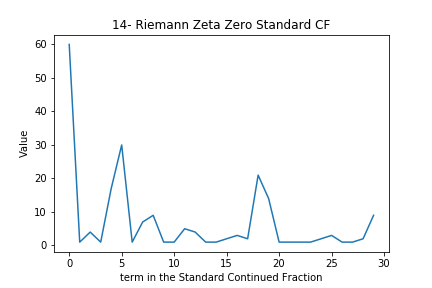 14- Riemann Zeta Zero Standard CF
60
50
40
30
20
10
0
Value
0 5 10 15 20 25 30
term in the Standard Continued Fraction